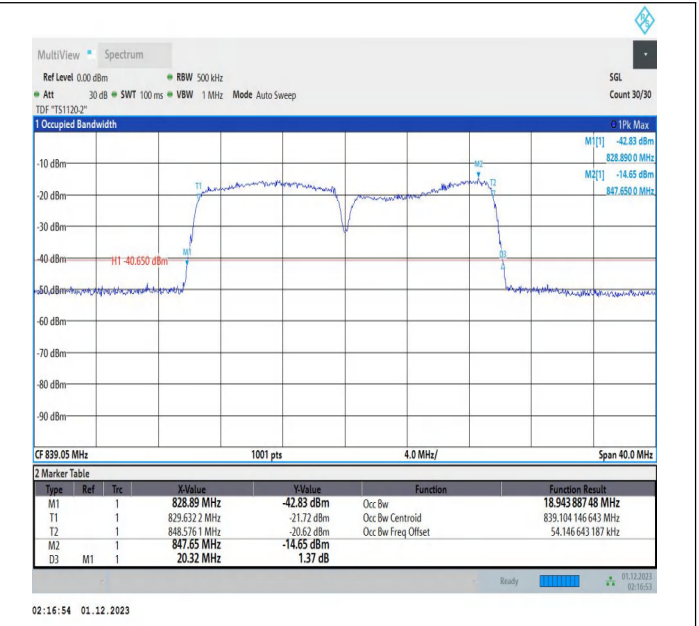 MultiView Spectrum
Ref Level 0.00 dBm RBW 500 kHz SGL
Att 30 dB SWT 100 ms VBW 1 MHz Mode Auto Sweep Count 30/30
TDF "TS1120-2"
1 Occupied Bandwidth 1Pk Max
M1[1] -42.83 dBm
828.890 0 MHz
M2[1] -14.65 dBm
847.650 0 MHz
-10 dBm
M2
T1 T2
-20 dBm
-30 dBm
M1 D3
-40 dBm
H1 -40.650 dBm
-50 dBm
-60 dBm
-70 dBm
-80 dBm
-90 dBm
CF 839.05 MHz 1001 pts 4.0 MHz/ Span 40.0 MHz
2 Marker Table
Type Ref Trc X-Value Y-Value Function Function Result
M1 1 828.89 MHz -42.83 dBm Occ Bw 18.943 887 48 MHz
T1 1 829.632 2 MHz -21.72 dBm Occ Bw Centroid 839.104 146 643 MHz
T2 1 848.576 1 MHz -20.62 dBm Occ Bw Freq Offset 54.146 643 187 kHz
M2 1 847.65 MHz -14.65 dBm
D3 M1 1 20.32 MHz 1.37 dB
Ready 01.12.2023
02:16:53
02:16:54 01.12.2023